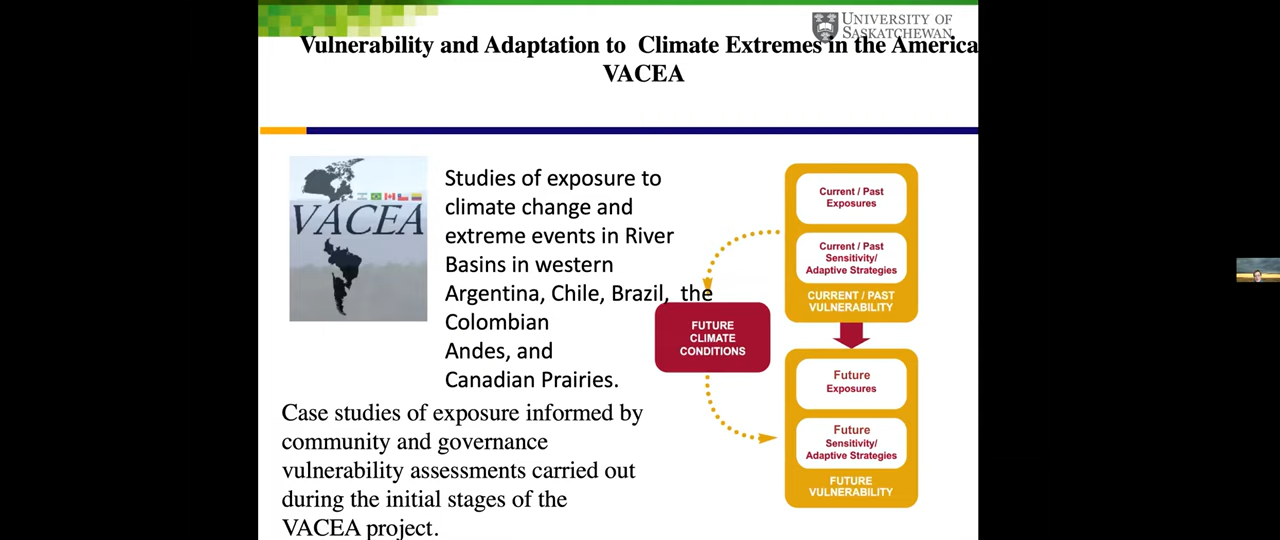 UNIVERSITY OF
SASKATCHEWAN
Vulnerability and Adaptation to Climate Extremes in the America
VACEA
VACEA
Studies of exposure to
climate change and
extreme events in River
Basins in western
Argentina, Chile, Brazil, the
Colombian
Andes, and
Canadian Prairies.
Case studies of exposure informed by
community and governance
vulnerability assessments carried out
during the initial stages of the
VACEA project.
Current / Past
Exposures
Current / Past
Sensitivity/
Adaptive Strategies
CURRENT / PAST
VULNERABILITY
FUTURE
CLIMATE
CONDITIONS
Future
Exposures
Future
Sensitivity/
Adaptive Strategies
FUTURE
VULNERABILITY